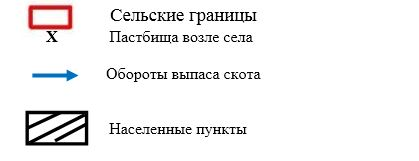 Сельские границы
X Пастбища возле села
Обороты выпаса скота
Населенные пункты